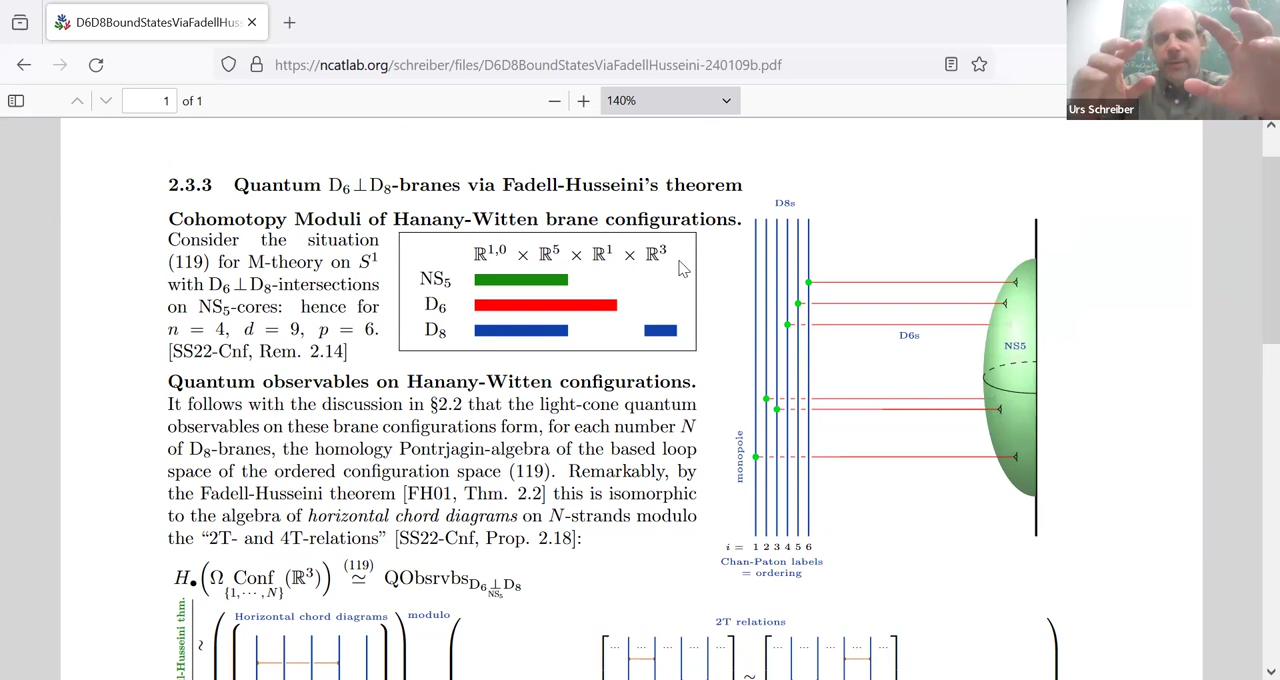 D6D8BoundStatesViaFadellHus
https://ncatlab.org/schreiber/files/D6D8BoundStatesViaFadellHusseini-240109b.pdf
1 of 1
140%
Urs Schreiber
2.3.3 Quantum D₆⊥D₈-branes via Fadell-Husseini's theorem
Cohomotopy Moduli of Hanany-Witten brane configurations.
Consider the situation
(119) for M-theory on S¹
with D₆⊥D₈-intersections
on NS₅-cores: hence for
n = 4, d = 9, p = 6.
[SS22-Cnf, Rem. 2.14]
ℝ¹,⁰ × ℝ⁵ × ℝ¹ × ℝ³
NS₅
D₆
D₈
Quantum observables on Hanany-Witten configurations.
It follows with the discussion in §2.2 that the light-cone quantum
observables on these brane configurations form, for each number N
of D₈-branes, the homology Pontrjagin-algebra of the based loop
space of the ordered configuration space (119). Remarkably, by
the Fadell-Husseini theorem [FH01, Thm. 2.2] this is isomorphic
to the algebra of horizontal chord diagrams on N-strands modulo
the "2T- and 4T-relations" [SS22-Cnf, Prop. 2.18]:
D8s
D6s
NS5
monopole
i = 1 2 3 4 5 6
Chan-Paton labels
= ordering
H•(Ω Conf (ℝ³)) (119) ≃ QObsrvbs D₆⊥D₈
{1,⋯,N} NS₅
l-Husseini thm.
Horizontal chord diagrams
modulo
2T relations
... ... ... ... ... ... ... ... ... ...
~